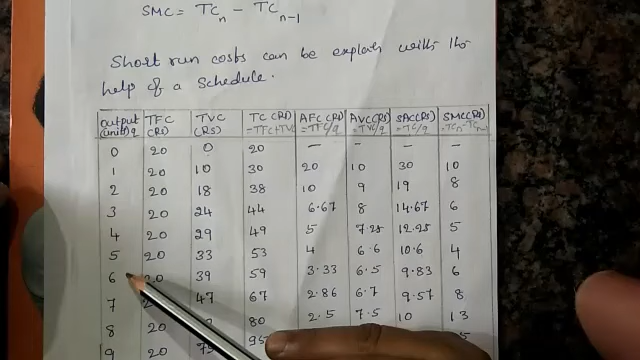 SMC = TCn - TCn-1
Short run costs can be explain with the
help of a schedule.
output (units) q TFC (RS) TVC (RS) TC (RS) =TFC+TVC AFC (RS) =TFC/q AVC (RS) =TVC/q SAC (RS) =TC/q SMC (RS) =TCn-TCn-1
0 20 0 20 - - - -
1 20 10 30 20 10 30 10
2 20 18 38 10 9 19 8
3 20 24 44 6.67 8 14.67 6
4 20 29 49 5 7.25 12.25 5
5 20 33 53 4 6.6 10.6 4
6 20 39 59 3.33 6.5 9.83 6
7 47 67 2.86 6.7 9.57 8
8 20 80 2.5 7.5 10 13
9 20 75 95